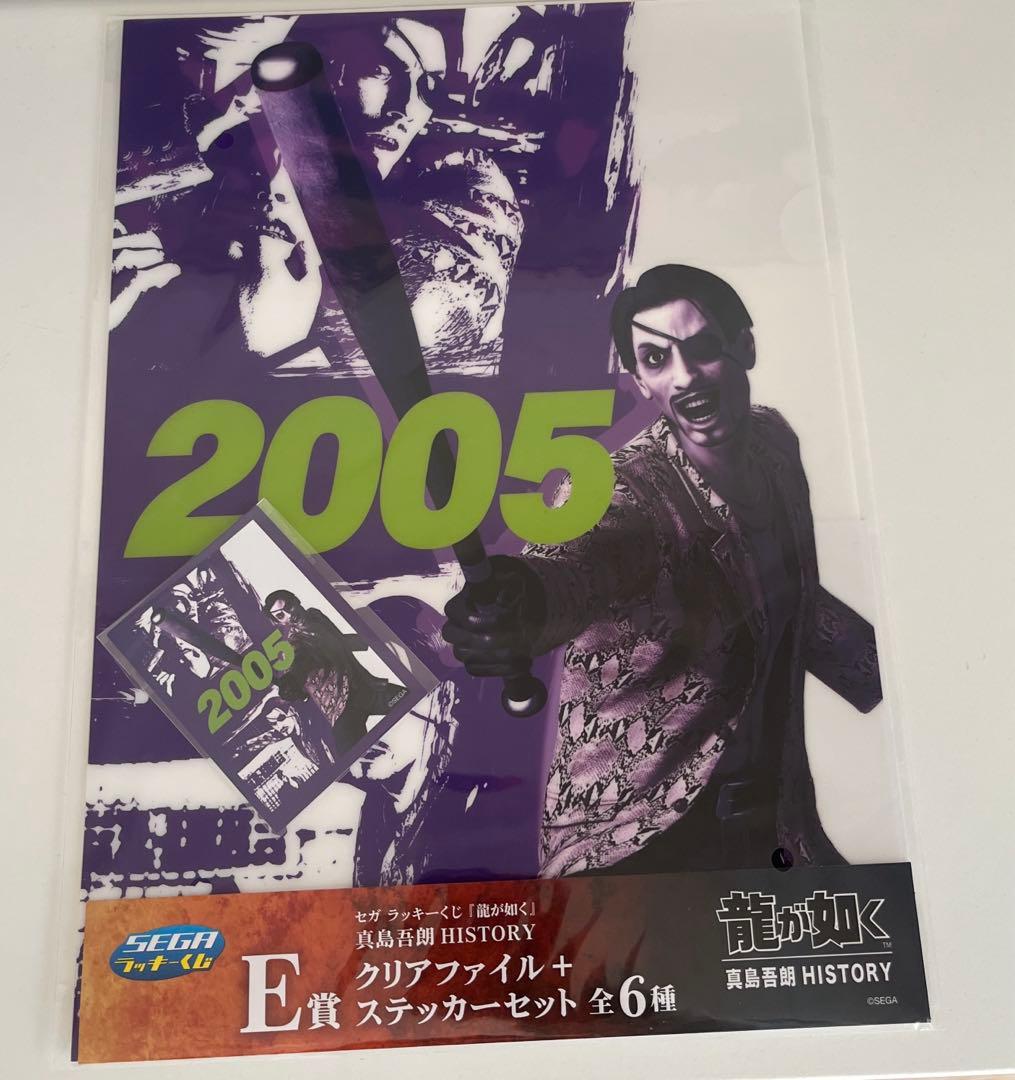 2005
2005
©SEGA
SEGA
ラッキーくじ
セガ ラッキーくじ『龍が如く』
真島吾朗 HISTORY
E賞
クリアファイル+
ステッカーセット 全6種
龍が如く
TM
真島吾朗 HISTORY
©SEGA